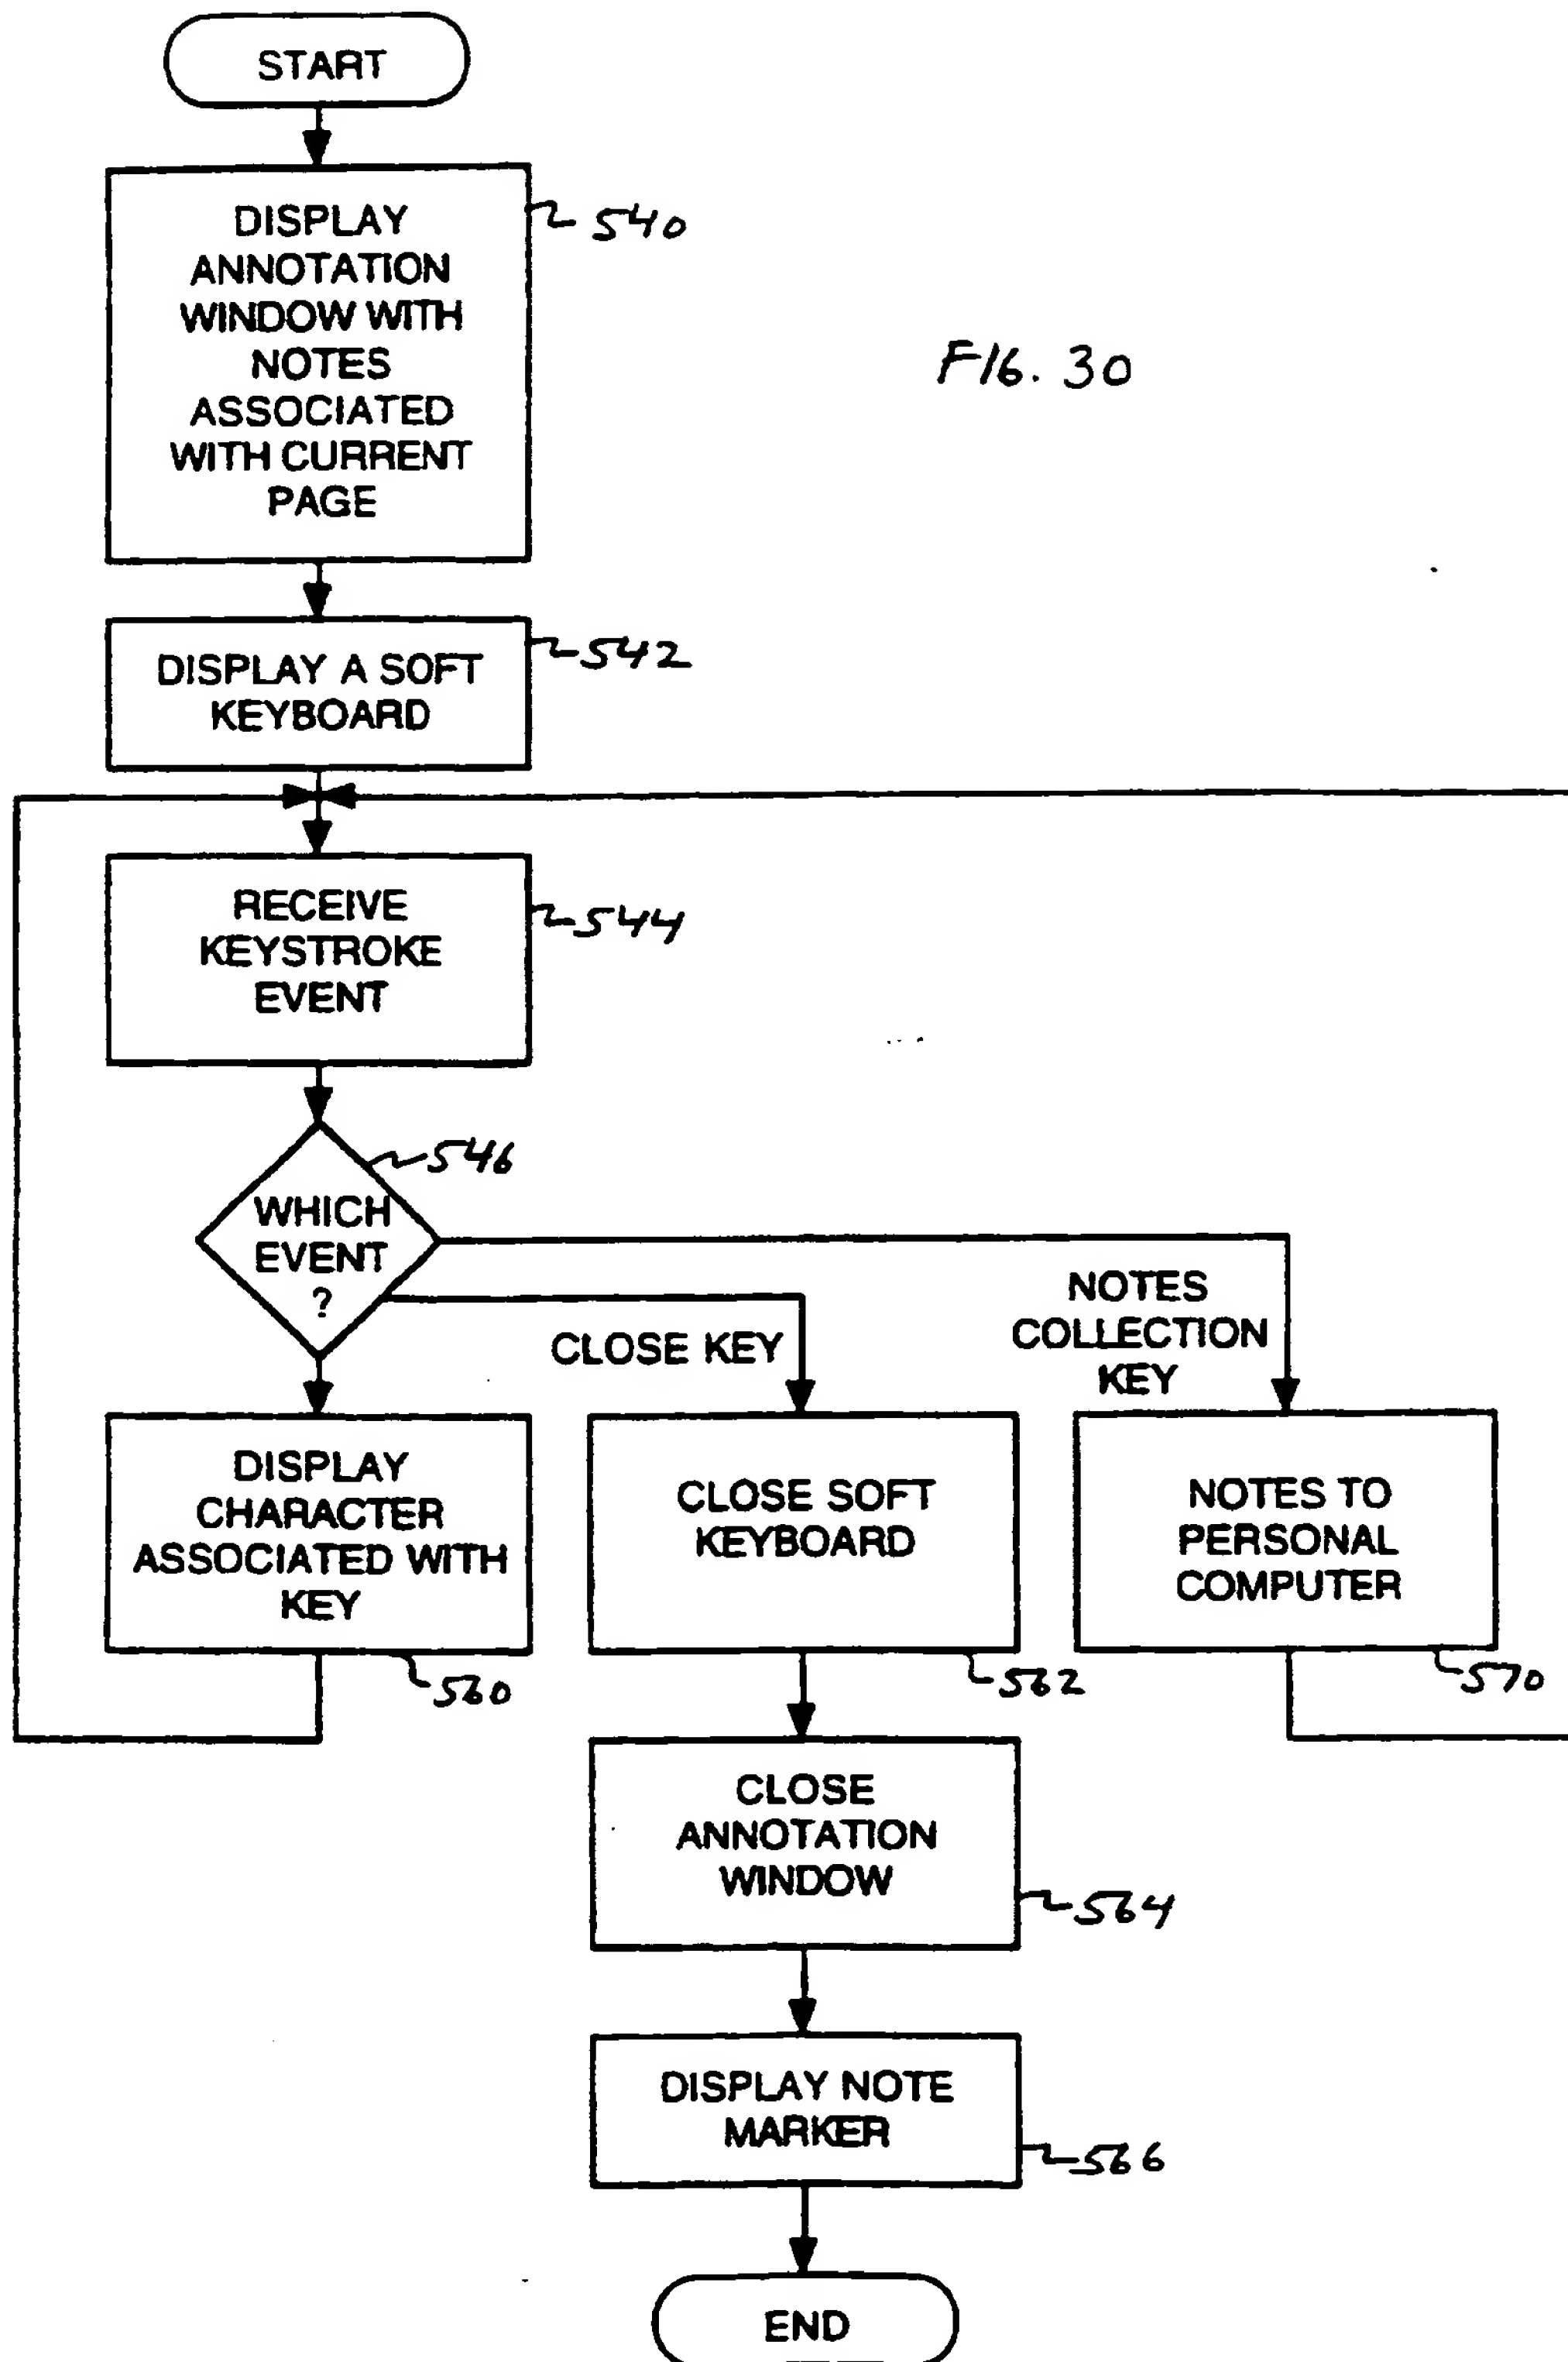 START
DISPLAY
ANNOTATION
WINDOW WITH
NOTES
ASSOCIATED
WITH CURRENT
PAGE
540
FIG. 30
DISPLAY A SOFT
KEYBOARD
542
RECEIVE
KEYSTROKE
EVENT
544
WHICH
EVENT
?
546
CLOSE KEY
NOTES
COLLECTION
KEY
DISPLAY
CHARACTER
ASSOCIATED WITH
KEY
560
CLOSE SOFT
KEYBOARD
562
NOTES TO
PERSONAL
COMPUTER
570
CLOSE
ANNOTATION
WINDOW
564
DISPLAY NOTE
MARKER
566
END